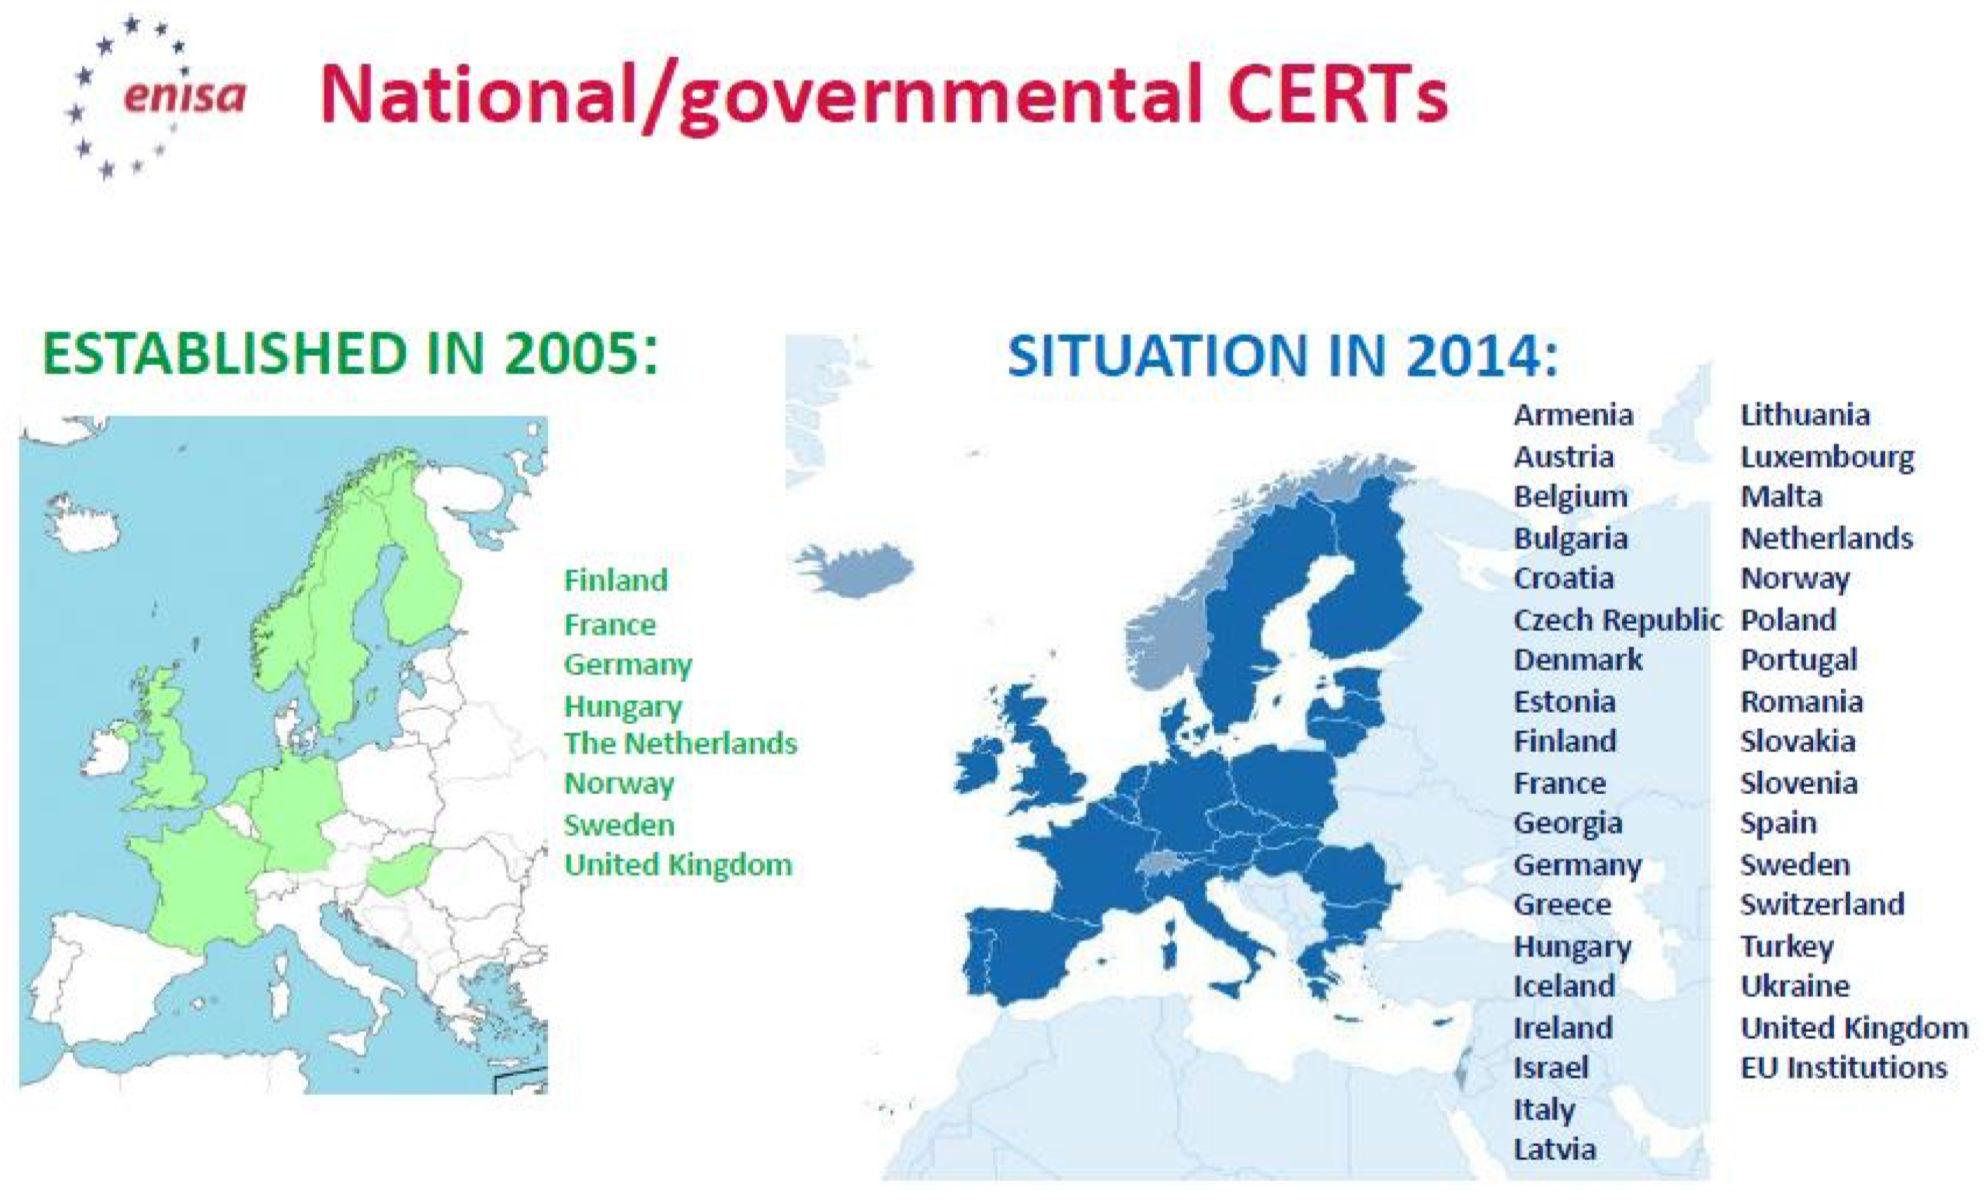 enisa
National/governmental CERTs
ESTABLISHED IN 2005:
Finland
France
Germany
Hungary
The Netherlands
Norway
Sweden
United Kingdom
SITUATION IN 2014:
Armenia
Austria
Belgium
Bulgaria
Croatia
Czech Republic
Denmark
Estonia
Finland
France
Georgia
Germany
Greece
Hungary
Iceland
Ireland
Israel
Italy
Latvia
Lithuania
Luxembourg
Malta
Netherlands
Norway
Poland
Portugal
Romania
Slovakia
Slovenia
Spain
Sweden
Switzerland
Turkey
Ukraine
United Kingdom
EU Institutions